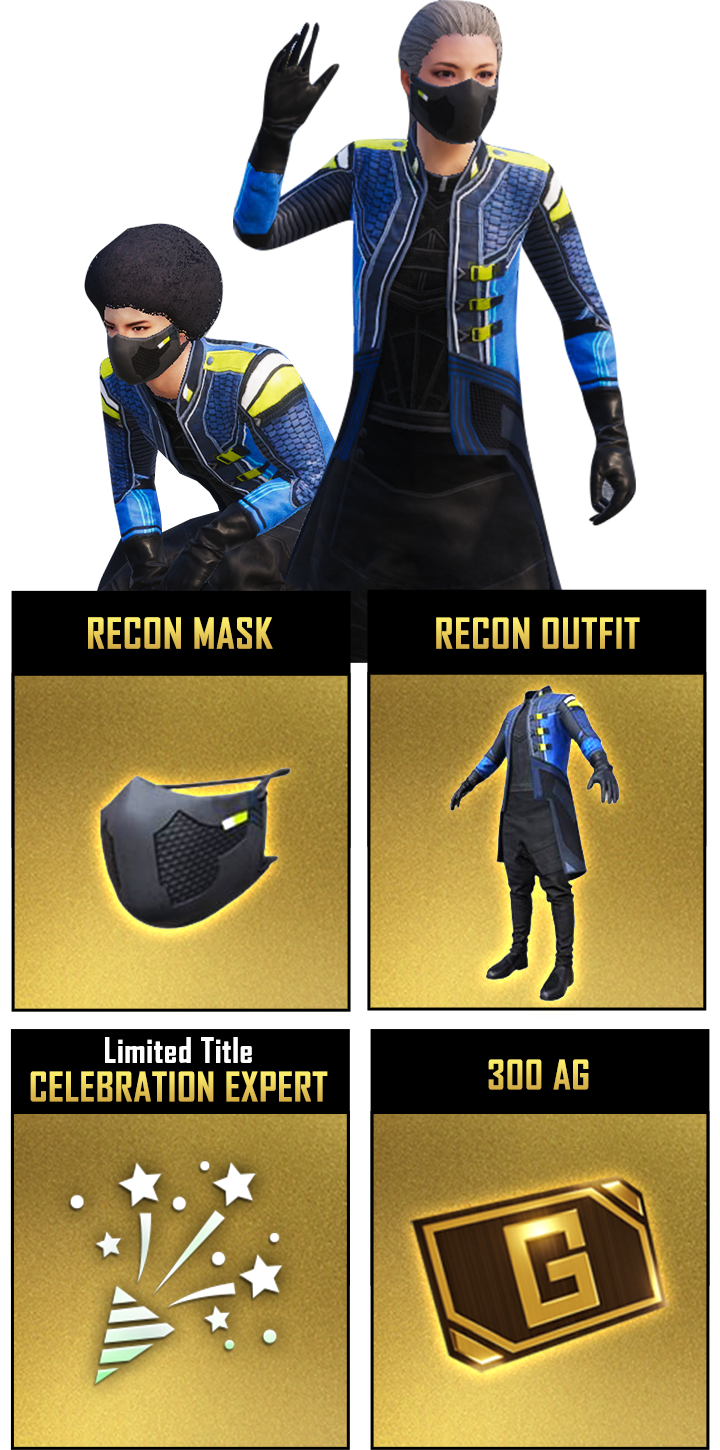 RECON MASK
RECON OUTFIT
Limited Title
CELEBRATION EXPERT
300 AG
G